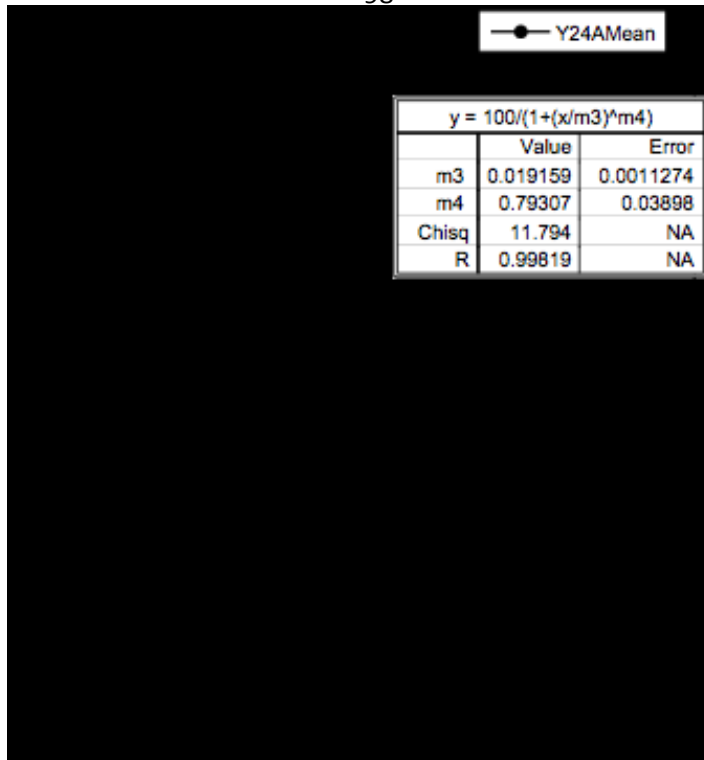 Y24AMean
y = 100/(1+(x/m3)^m4)
Value Error
m3 0.019159 0.0011274
m4 0.79307 0.03898
Chisq 11.794 NA
R 0.99819 NA